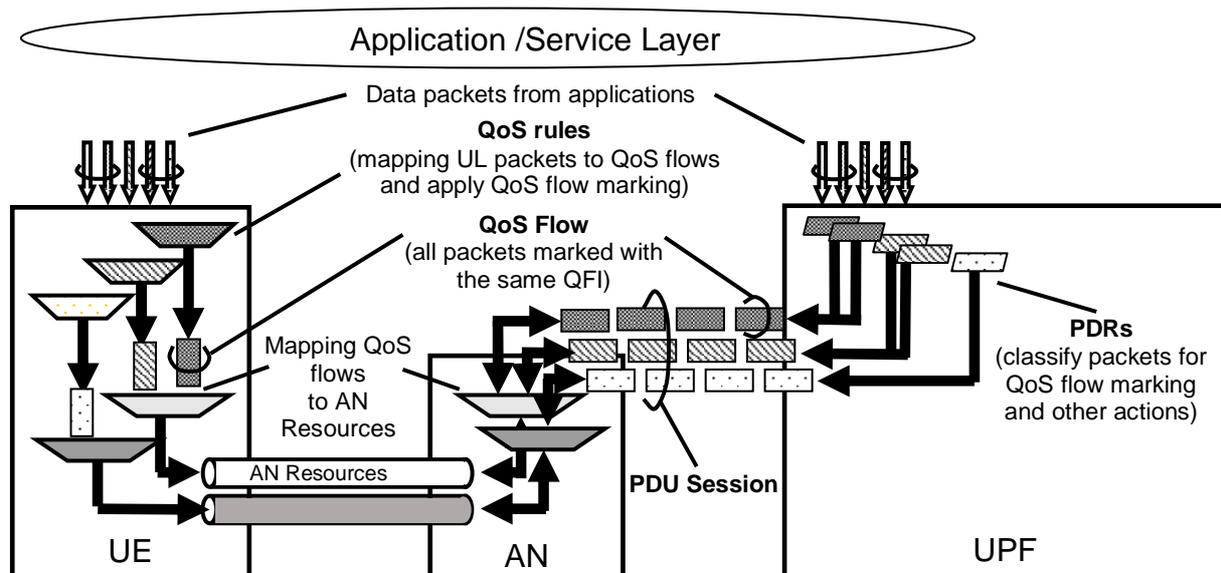 Application /Service Layer
Data packets from applications
QoS rules
(mapping UL packets to QoS flows
and apply QoS flow marking)
QoS Flow
(all packets marked with
the same QFI)
Mapping QoS
flows
to AN
Resources
PDRs
(classify packets for
QoS flow marking
and other actions)
AN Resources
PDU Session
UE
AN
UPF